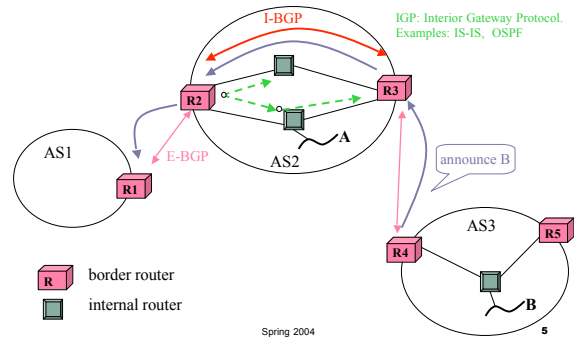 I-BGP
IGP: Interior Gateway Protocol.
Examples: IS-IS, OSPF
R2
R3
A
AS1
E-BGP
AS2
announce B
R1
AS3
R5
R4
R
border router
internal router
B
Spring 2004
5